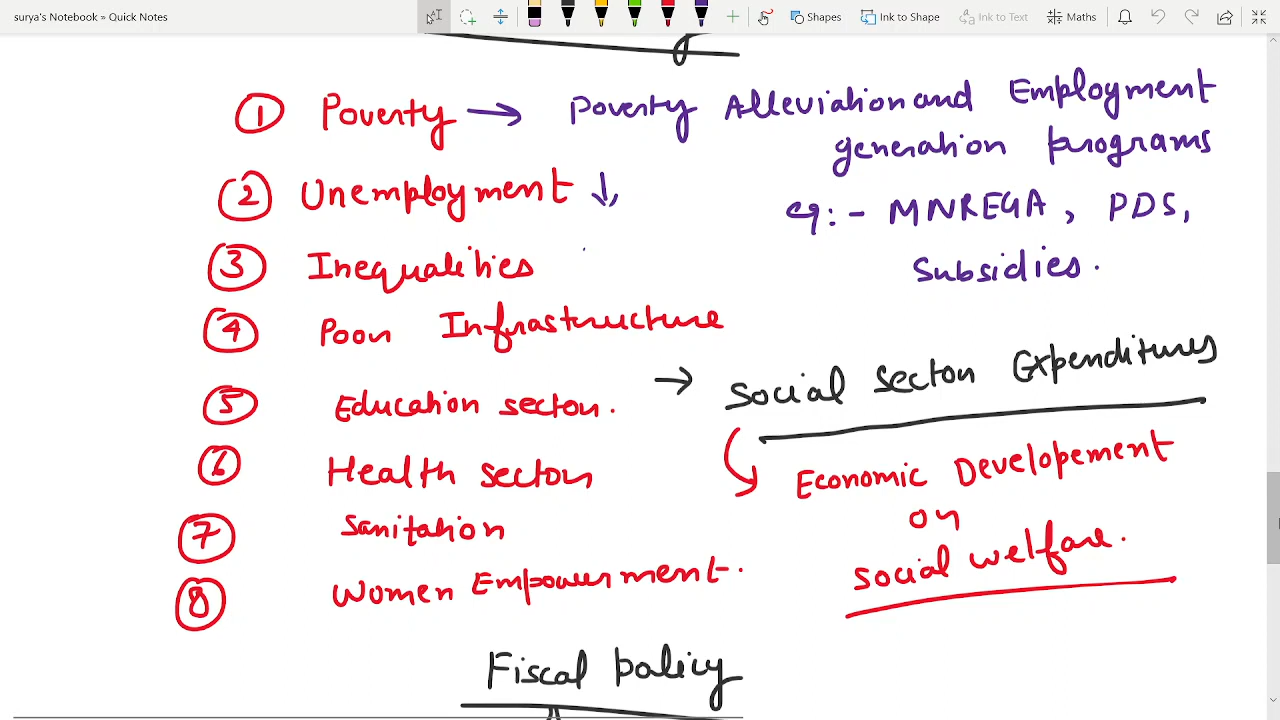 surya's Notebook » Quick Notes
Shapes Ink to Shape Ink to Text Maths
① Poverty → Poverty Alleviation and Employment
generation programs
② Unemployment ↓,
eg:- MNREGA, PDS,
③ Inequalities
Subsidies.
④ Poor Infrastructure
→ Social Sector Expenditures
⑤ Education sector.
⑥ Health sector
Economic Developement
or
⑦ Sanitation
social welfare.
⑧ Women Empowerment.
Fiscal policy